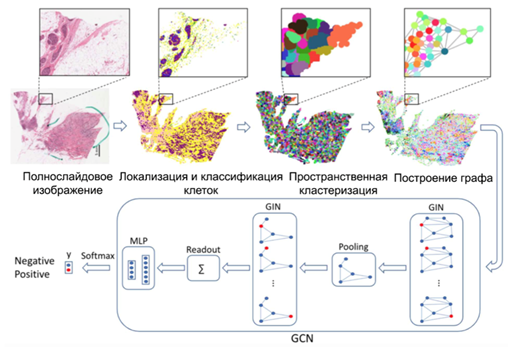 Полнослайдовое
изображение
Локализация и классификация
клеток
Пространственная
кластеризация
Построение графа
GIN
GIN
MLP
Readout
Pooling
Σ
Softmax
y
Negative
Positive
GCN